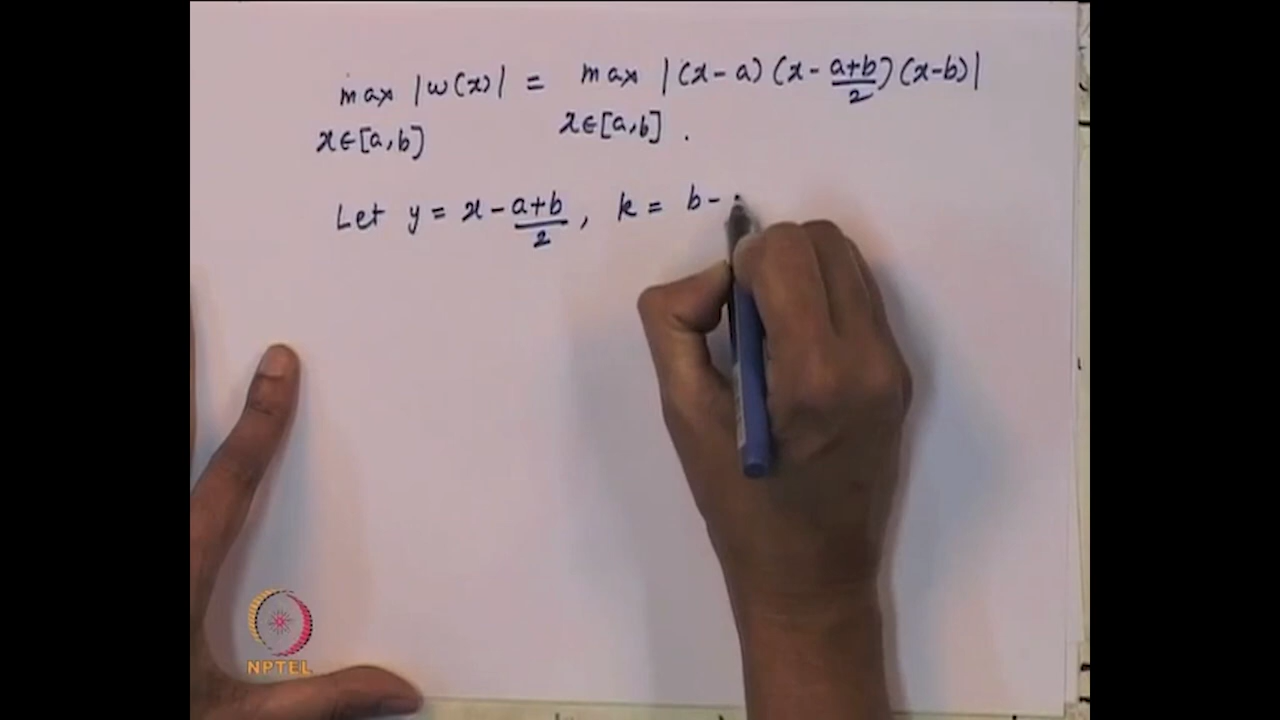 max |w(x)| = max |(x-a)(x-a+b/2)(x-b)|
x∈[a,b] x∈[a,b].
Let y = x - a+b/2, k = b-
NPTEL